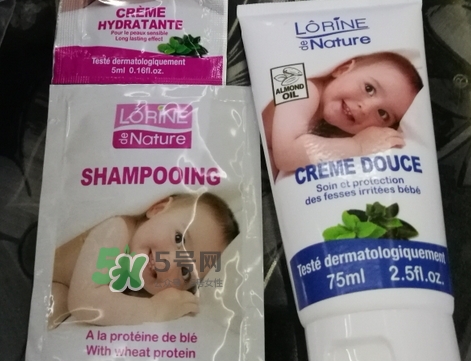 CRÈME
HYDRATANTE
Pour le peau sensible
Long lasting effect
Testé dermatologiquement
5ml 0.16fl.oz.
LÔRINE
de Nature
SHAMPOOING
A la protéine de blé
With wheat protein
LÔRINE
de Nature
ALMOND
OIL
CRÈME DOUCE
Soin et protection
des fesses irritées bébé
Testé dermatologiquement
75ml 2.5fl.oz.
5X 5号网